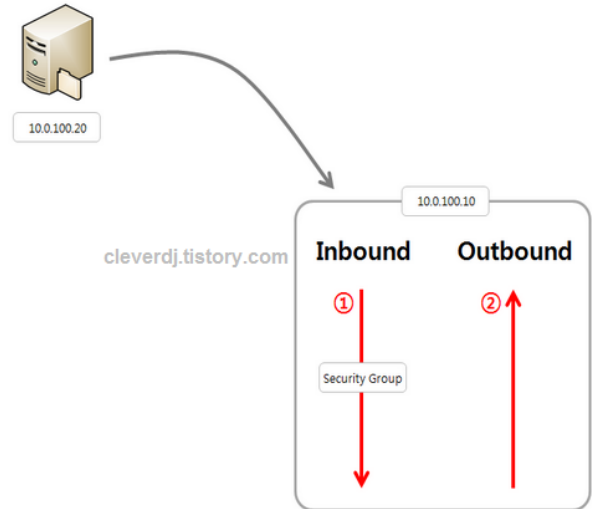 10.0.100.20
10.0.100.10
cleverdj.tistory.com
Inbound
Outbound
①
②
Security Group